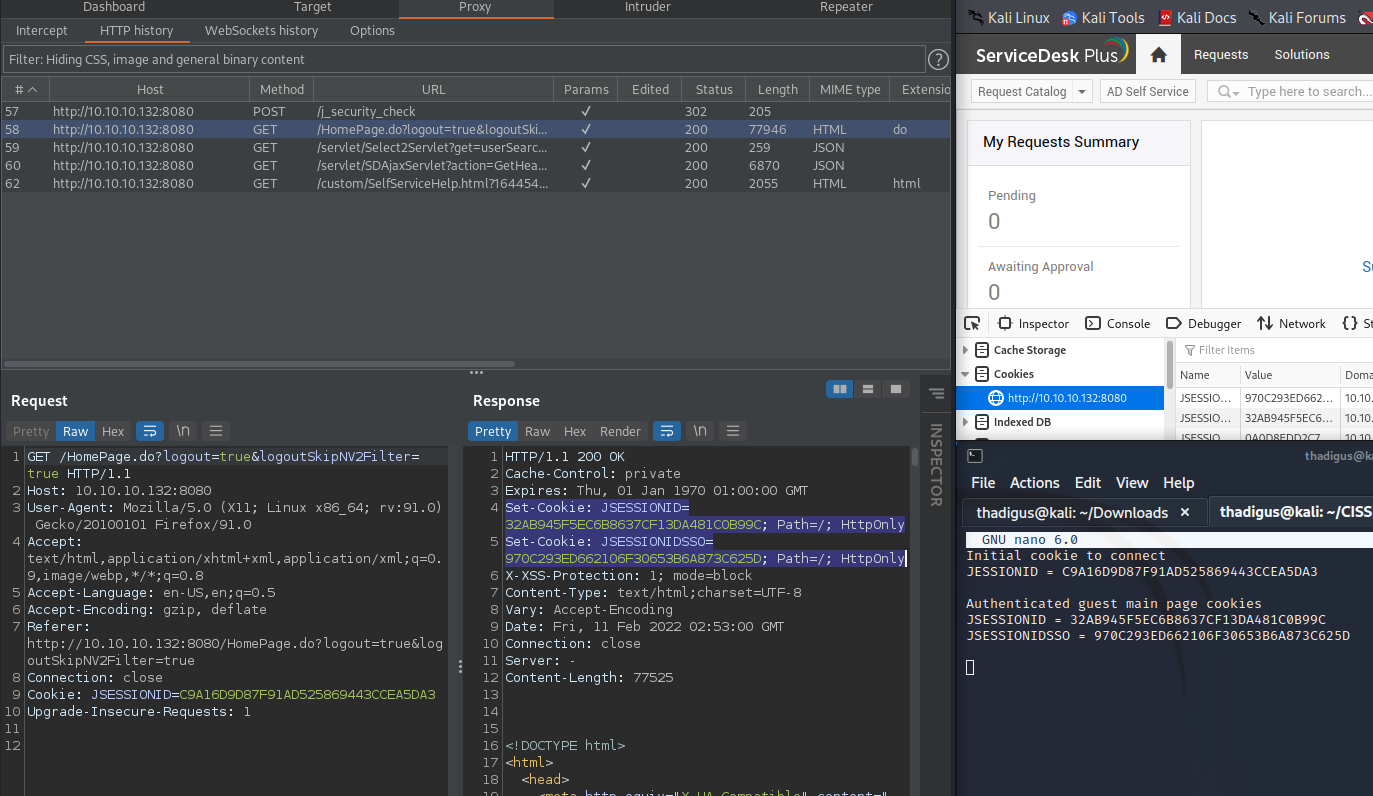 Dashboard Target Proxy Intruder Repeater
Intercept HTTP history WebSockets history Options
Filter: Hiding CSS, image and general binary content ?
# Host Method URL Params Edited Status Length MIME type Extensio
57 http://10.10.10.132:8080 POST /j_security_check ✓ 302 205
58 http://10.10.10.132:8080 GET /HomePage.do?logout=true&logoutSki... ✓ 200 77946 HTML do
59 http://10.10.10.132:8080 GET /servlet/Select2Servlet?get=userSearc... ✓ 200 259 JSON
60 http://10.10.10.132:8080 GET /servlet/SDAjaxServlet?action=GetHea... ✓ 200 6870 JSON
62 http://10.10.10.132:8080 GET /custom/SelfServiceHelp.html?164454... ✓ 200 2055 HTML html
Request
Pretty Raw Hex \n
1 GET /HomePage.do?logout=true&logoutSkipNV2Filter=
true HTTP/1.1
2 Host: 10.10.10.132:8080
3 User-Agent: Mozilla/5.0 (X11; Linux x86_64; rv:91.0)
Gecko/20100101 Firefox/91.0
4 Accept:
text/html,application/xhtml+xml,application/xml;q=0.
9,image/webp,*/*;q=0.8
5 Accept-Language: en-US,en;q=0.5
6 Accept-Encoding: gzip, deflate
7 Referer:
http://10.10.10.132:8080/HomePage.do?logout=true&log
outSkipNV2Filter=true
8 Connection: close
9 Cookie: JSESSIONID=C9A16D9D87F91AD525869443CCEA5DA3
10 Upgrade-Insecure-Requests: 1
11
12
Response
Pretty Raw Hex Render \n
1 HTTP/1.1 200 OK
2 Cache-Control: private
3 Expires: Thu, 01 Jan 1970 01:00:00 GMT
4 Set-Cookie: JSESSIONID=
32AB945F5EC6B8637CF13DA481C0B99C; Path=/; HttpOnly
5 Set-Cookie: JSESSIONIDSSO=
970C293ED662106F30653B6A873C625D; Path=/; HttpOnly
6 X-XSS-Protection: 1; mode=block
7 Content-Type: text/html;charset=UTF-8
8 Vary: Accept-Encoding
9 Date: Fri, 11 Feb 2022 02:53:00 GMT
10 Connection: close
11 Server: -
12 Content-Length: 77525
13
14
15
16 <!DOCTYPE html>
17 <html>
18 <head>
19 <meta http-equiv="X-UA-Compatible" content="
INSPECTOR
Kali Linux Kali Tools Kali Docs Kali Forums
ServiceDesk Plus Requests Solutions
Request Catalog AD Self Service Type here to search...
My Requests Summary
Pending
0
Awaiting Approval
0
Su
Inspector Console Debugger Network {} St
Cache Storage
Cookies
http://10.10.10.132:8080
Indexed DB
Filter Items
Name Value Doma
JSESSIO... 970C293ED662... 10.10.
JSESSIO... 32AB945F5EC6... 10.10.
JSESSIO... 0A0D8EDD2C7... 10.10.
thadigus@ka
File Actions Edit View Help
thadigus@kali: ~/Downloads × thadigus@kali: ~/CISS
GNU nano 6.0
Initial cookie to connect
JESSIONID = C9A16D9D87F91AD525869443CCEA5DA3
Authenticated guest main page cookies
JSESSIONID = 32AB945F5EC6B8637CF13DA481C0B99C
JSESSIONIDSSO = 970C293ED662106F30653B6A873C625D